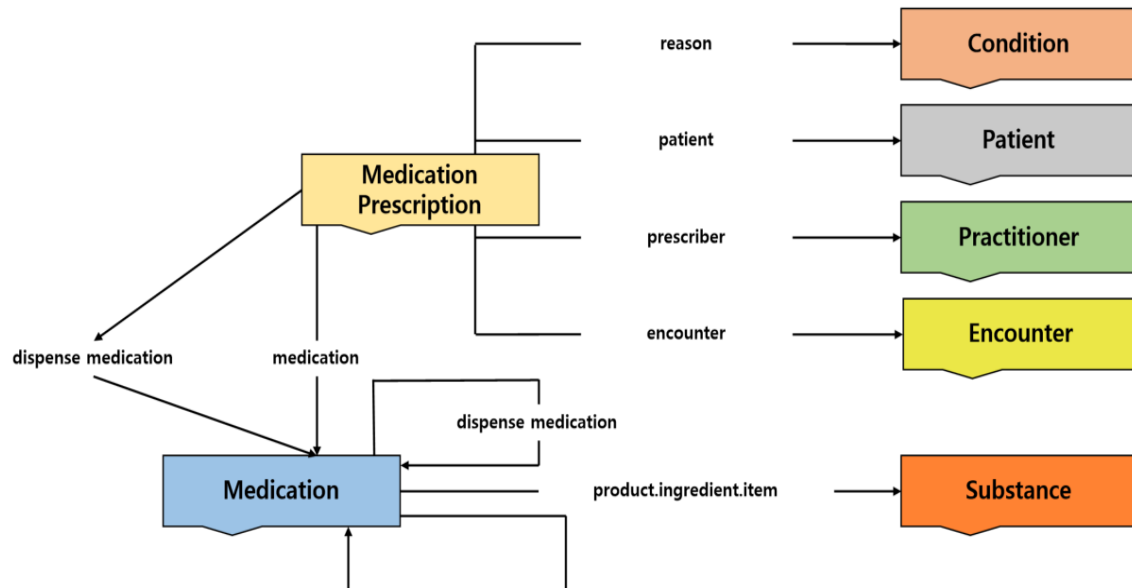 reason
Condition
patient
Patient
Medication
Prescription
prescriber
Practitioner
encounter
Encounter
dispense medication
medication
dispense medication
Medication
product.ingredient.item
Substance